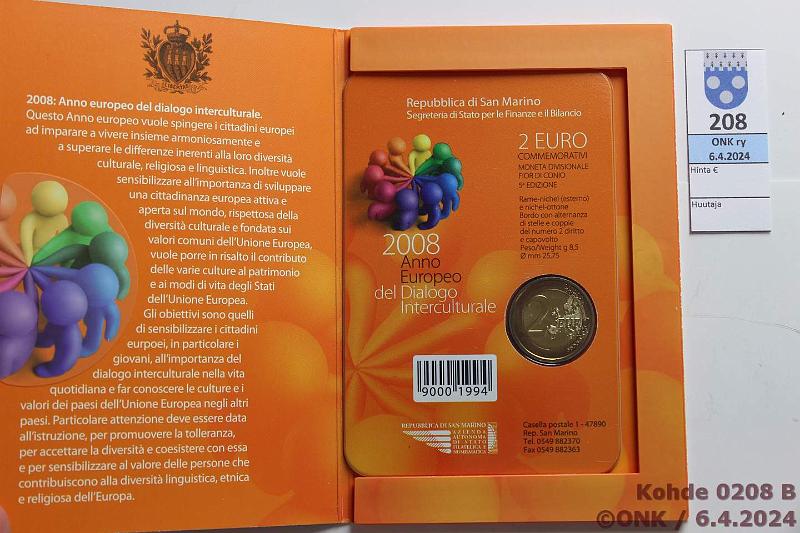 2008: Anno europeo del dialogo interculturale.
Questo Anno europeo vuole spingere i cittadini europei
ad imparare a vivere insieme armoniosamente e
a superare le differenze inerenti alla loro diversità
culturale, religiosa e linguistica. Inoltre vuole
sensibilizzare all'importanza di sviluppare
una cittadinanza europea attiva e
aperta sul mondo, rispettosa della
diversità culturale e fondata sui
valori comuni dell'Unione Europea,
vuole porre in risalto il contributo
delle varie culture al patrimonio
e ai modi di vita degli Stati
dell'Unione Europea.
Gli obiettivi sono quelli
di sensibilizzare i cittadini
eurpoei, in particolare i
giovani, all'importanza del
dialogo interculturale nella vita
quotidiana e far conoscere le culture e i
valori dei paesi dell'Unione Europea negli altri
paesi. Particolare attenzione deve essere data
all'istruzione, per promuovere la tolleranza,
per accettare la diversità e coesistere con essa
e per sensibilizzare al valore delle persone che
contribuiscono alla diversità linguistica, etnica
e religiosa dell'Europa.
Repubblica di San Marino
Segreteria di Stato per le Finanze e il Bilancio
2 EURO
COMMEMORATIVI
MONETA DIVISIONALE
FIOR DI CONIO
5ª EDIZIONE
Rame-nichel (esterno)
e nichel-ottone
Bordo con alternanza
di stelle e coppie
del numero 2 diritto
e capovolto
Peso/Weight g 8,5
Ø mm 25,75
2008
Anno
Europeo
del Dialogo
Interculturale
2
9000 1994
REPUBBLICA DI SAN MARINO
AZIENDA
AUTONOMA
DI STATO
FILATELICA E
NUMISMATICA
Casella postale 1 - 47890
Rep. San Marino
Tel. 0549 882370
Fax 0549 882363
208
ONK ry
6.4.2024
Hinta €
Huutaja
Kohde 0208 B
©ONK / 6.4.2024